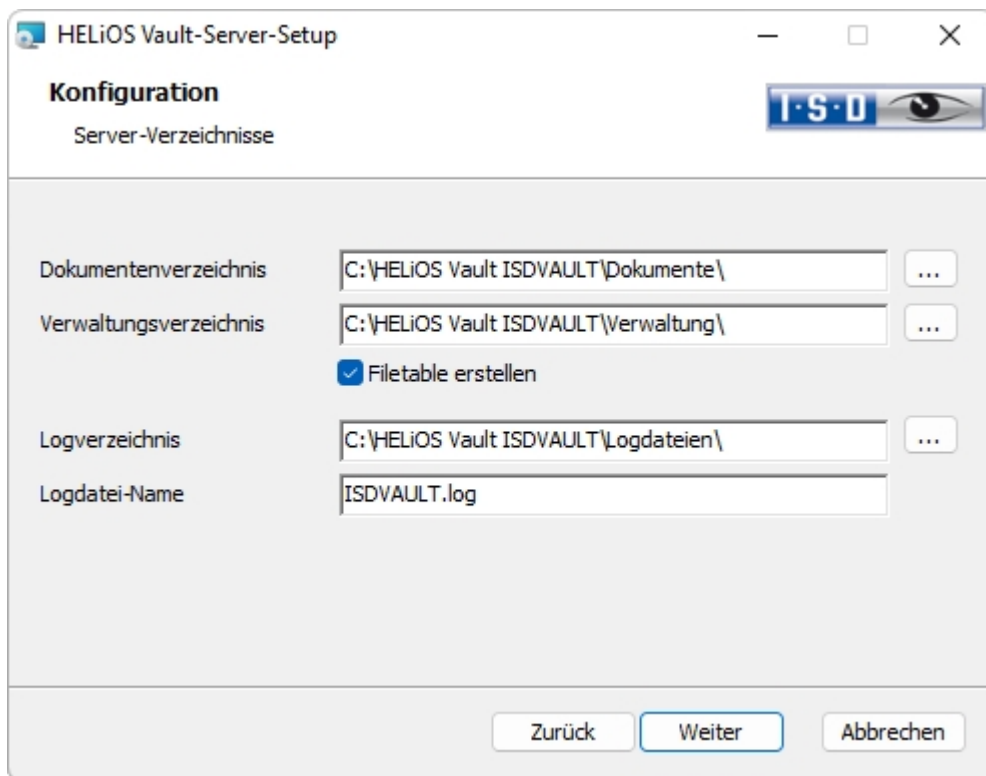 HELiOS Vault-Server-Setup
Konfiguration
Server-Verzeichnisse
I·S·D
Dokumentenverzeichnis C:\HELiOS Vault ISDVAULT\Dokumente\ ...
Verwaltungsverzeichnis C:\HELiOS Vault ISDVAULT\Verwaltung\ ...
Filetable erstellen
Logverzeichnis C:\HELiOS Vault ISDVAULT\Logdateien\ ...
Logdatei-Name ISDVAULT.log
Zurück Weiter Abbrechen